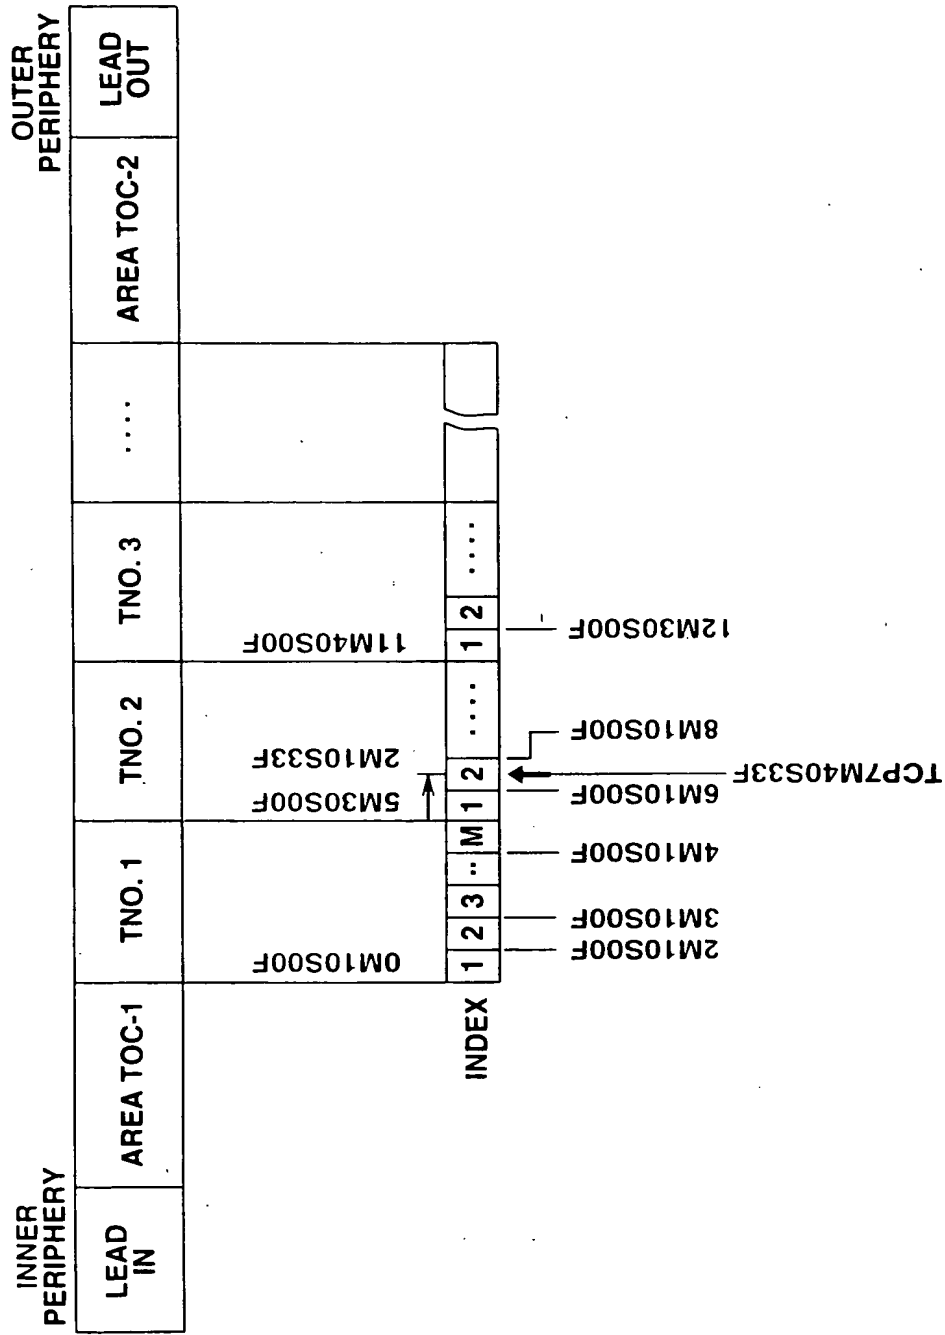 INNER
PERIPHERY
OUTER
PERIPHERY
LEAD
IN
AREA TOC-1
TNO. 1
TNO. 2
TNO. 3
....
AREA TOC-2
LEAD
OUT
0M10S00F
5M30S00F
2M10S33F
11M40S00F
INDEX
1
2
3
..
M
1
2
....
1
2
....
2M10S00F
3M10S00F
4M10S00F
6M10S00F
TCP7M40S33F
8M10S00F
12M30S00F